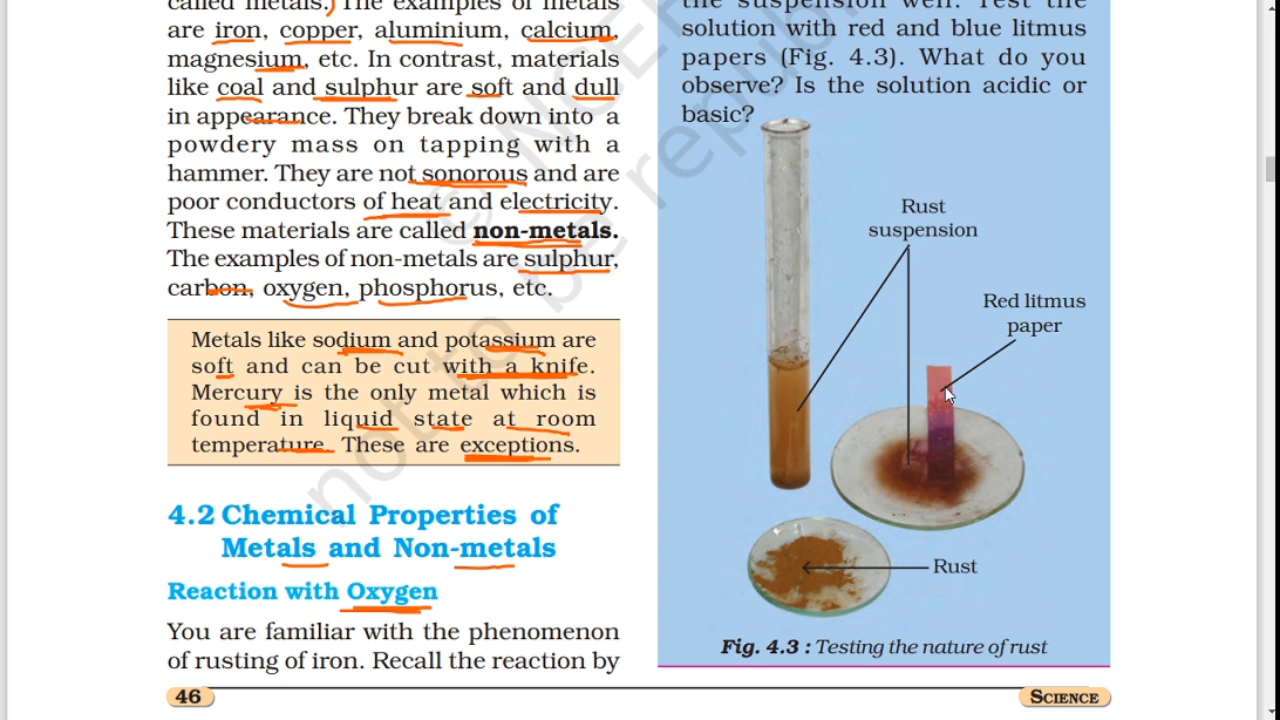 called metals.) The examples of metals
are iron, copper, aluminium, calcium,
magnesium, etc. In contrast, materials
like coal and sulphur are soft and dull
in appearance. They break down into a
powdery mass on tapping with a
hammer. They are not sonorous and are
poor conductors of heat and electricity.
These materials are called non-metals.
The examples of non-metals are sulphur,
carbon, oxygen, phosphorus, etc.
Metals like sodium and potassium are
soft and can be cut with a knife.
Mercury is the only metal which is
found in liquid state at room
temperature. These are exceptions.
4.2 Chemical Properties of
Metals and Non-metals
Reaction with Oxygen
You are familiar with the phenomenon
of rusting of iron. Recall the reaction by
46
the suspension well. Test the
solution with red and blue litmus
papers (Fig. 4.3). What do you
observe? Is the solution acidic or
basic?
Rust
suspension
Red litmus
paper
Rust
Fig. 4.3 : Testing the nature of rust
SCIENCE
not to be republ
© NCER